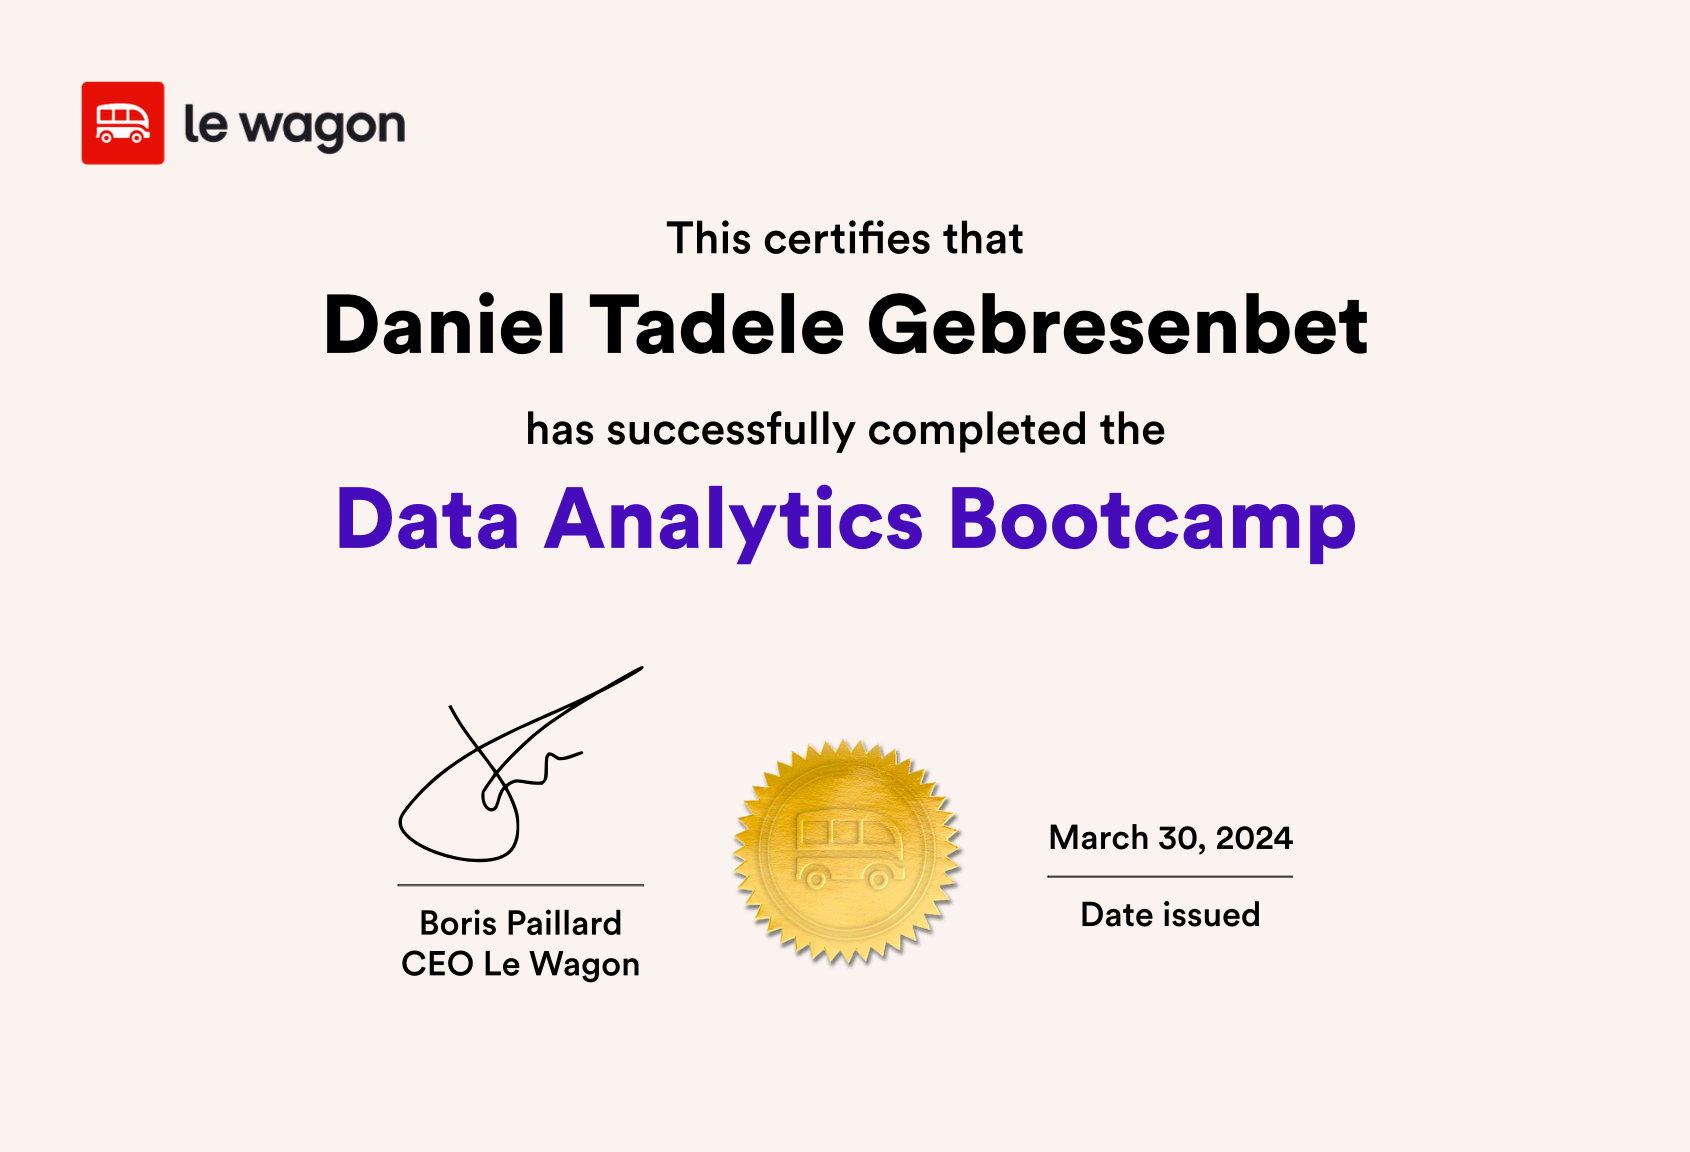 le wagon
This certifies that
Daniel Tadele Gebresenbet
has successfully completed the
Data Analytics Bootcamp
Boris Paillard
CEO Le Wagon
March 30, 2024
Date issued